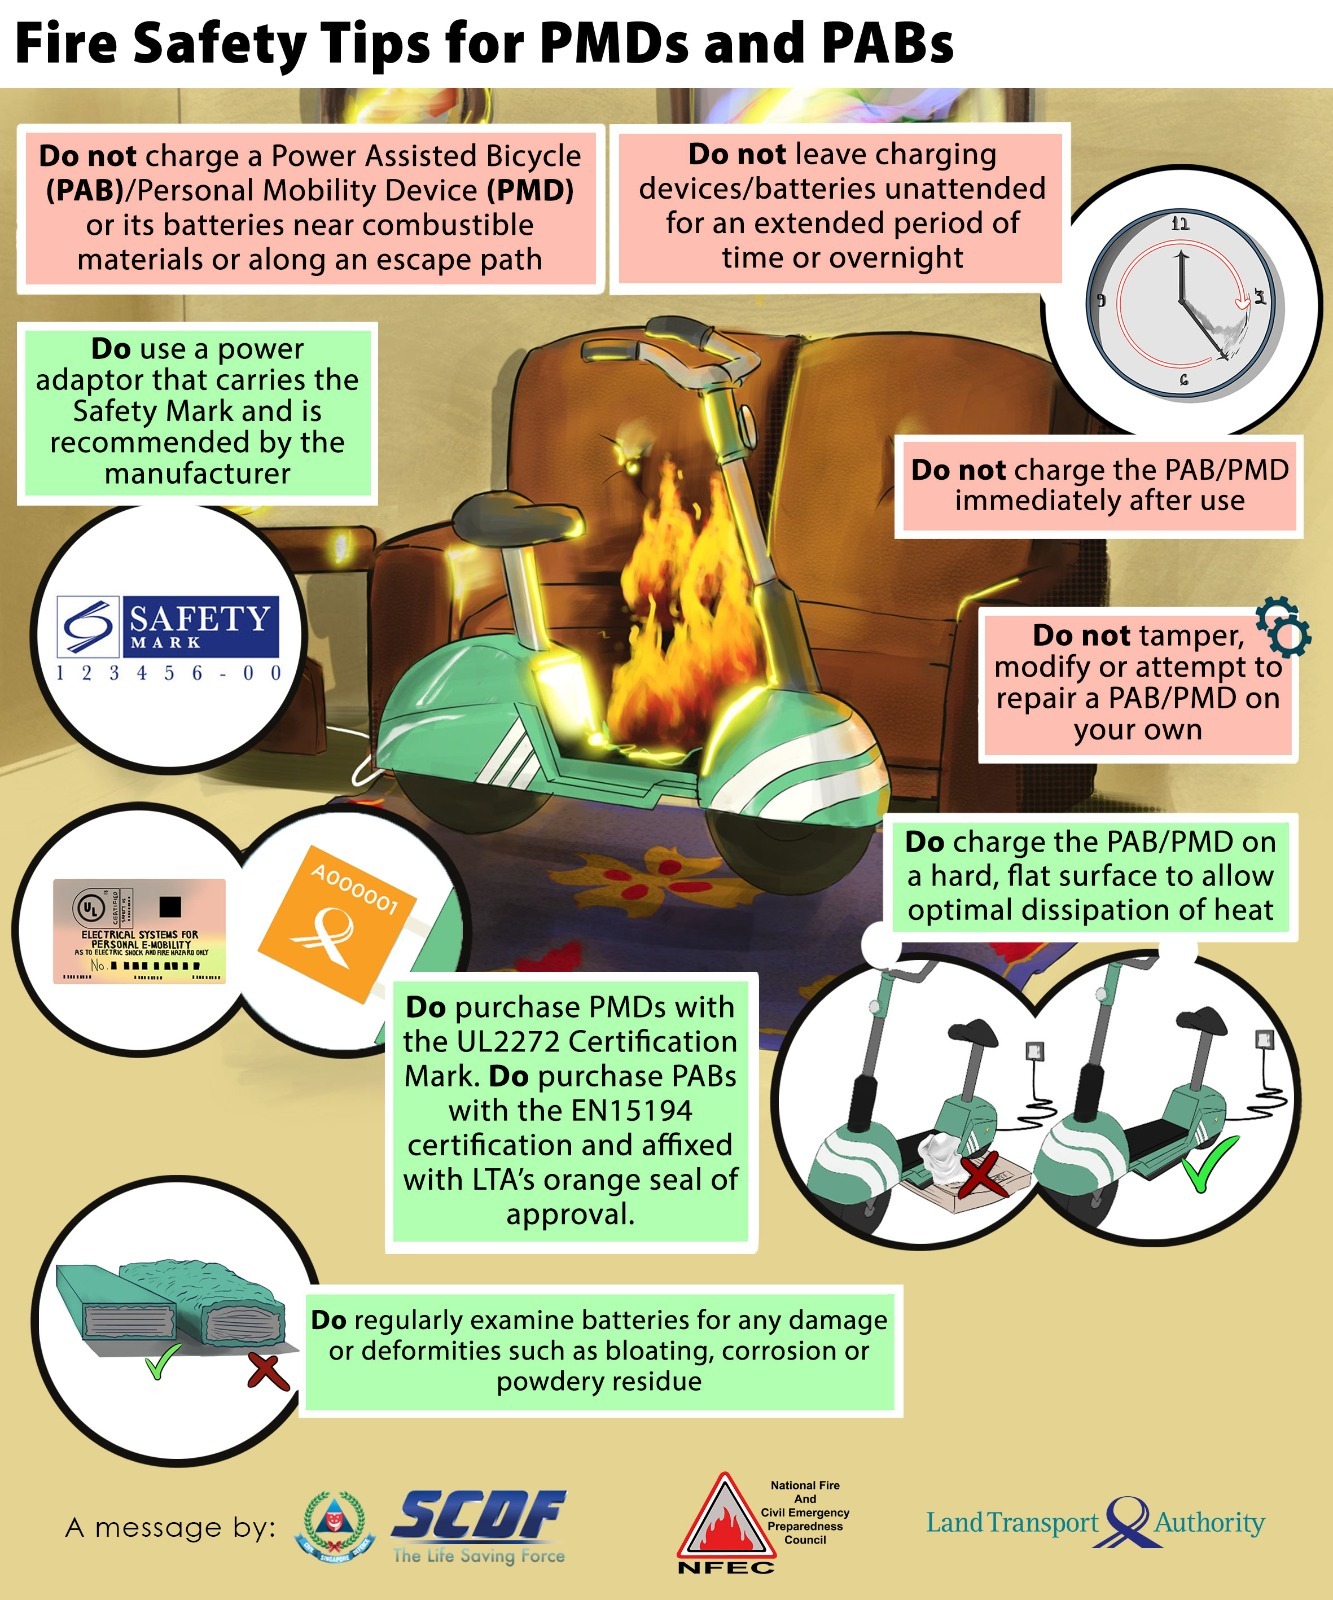 Fire Safety Tips for PMDs and PABs
Do not charge a Power Assisted Bicycle
(PAB)/Personal Mobility Device (PMD)
or its batteries near combustible
materials or along an escape path
Do not leave charging
devices/batteries unattended
for an extended period of
time or overnight
12
3
6
9
Do use a power
adaptor that carries the
Safety Mark and is
recommended by the
manufacturer
Do not charge the PAB/PMD
immediately after use
SAFETY
MARK
123456-00
Do not tamper,
modify or attempt to
repair a PAB/PMD on
your own
Do charge the PAB/PMD on
a hard, flat surface to allow
optimal dissipation of heat
UL
CERTIFIED
ELECTRICAL SYSTEMS FOR
PERSONAL E-MOBILITY
AS TO ELECTRIC SHOCK AND FIRE HAZARD ONLY
No.
A000001
Do purchase PMDs with
the UL2272 Certification
Mark. Do purchase PABs
with the EN15194
certification and affixed
with LTA's orange seal of
approval.
Do regularly examine batteries for any damage
or deformities such as bloating, corrosion or
powdery residue
A message by:
SCDF
The Life Saving Force
NFEC
National Fire
And
Civil Emergency
Preparedness
Council
Land Transport Authority